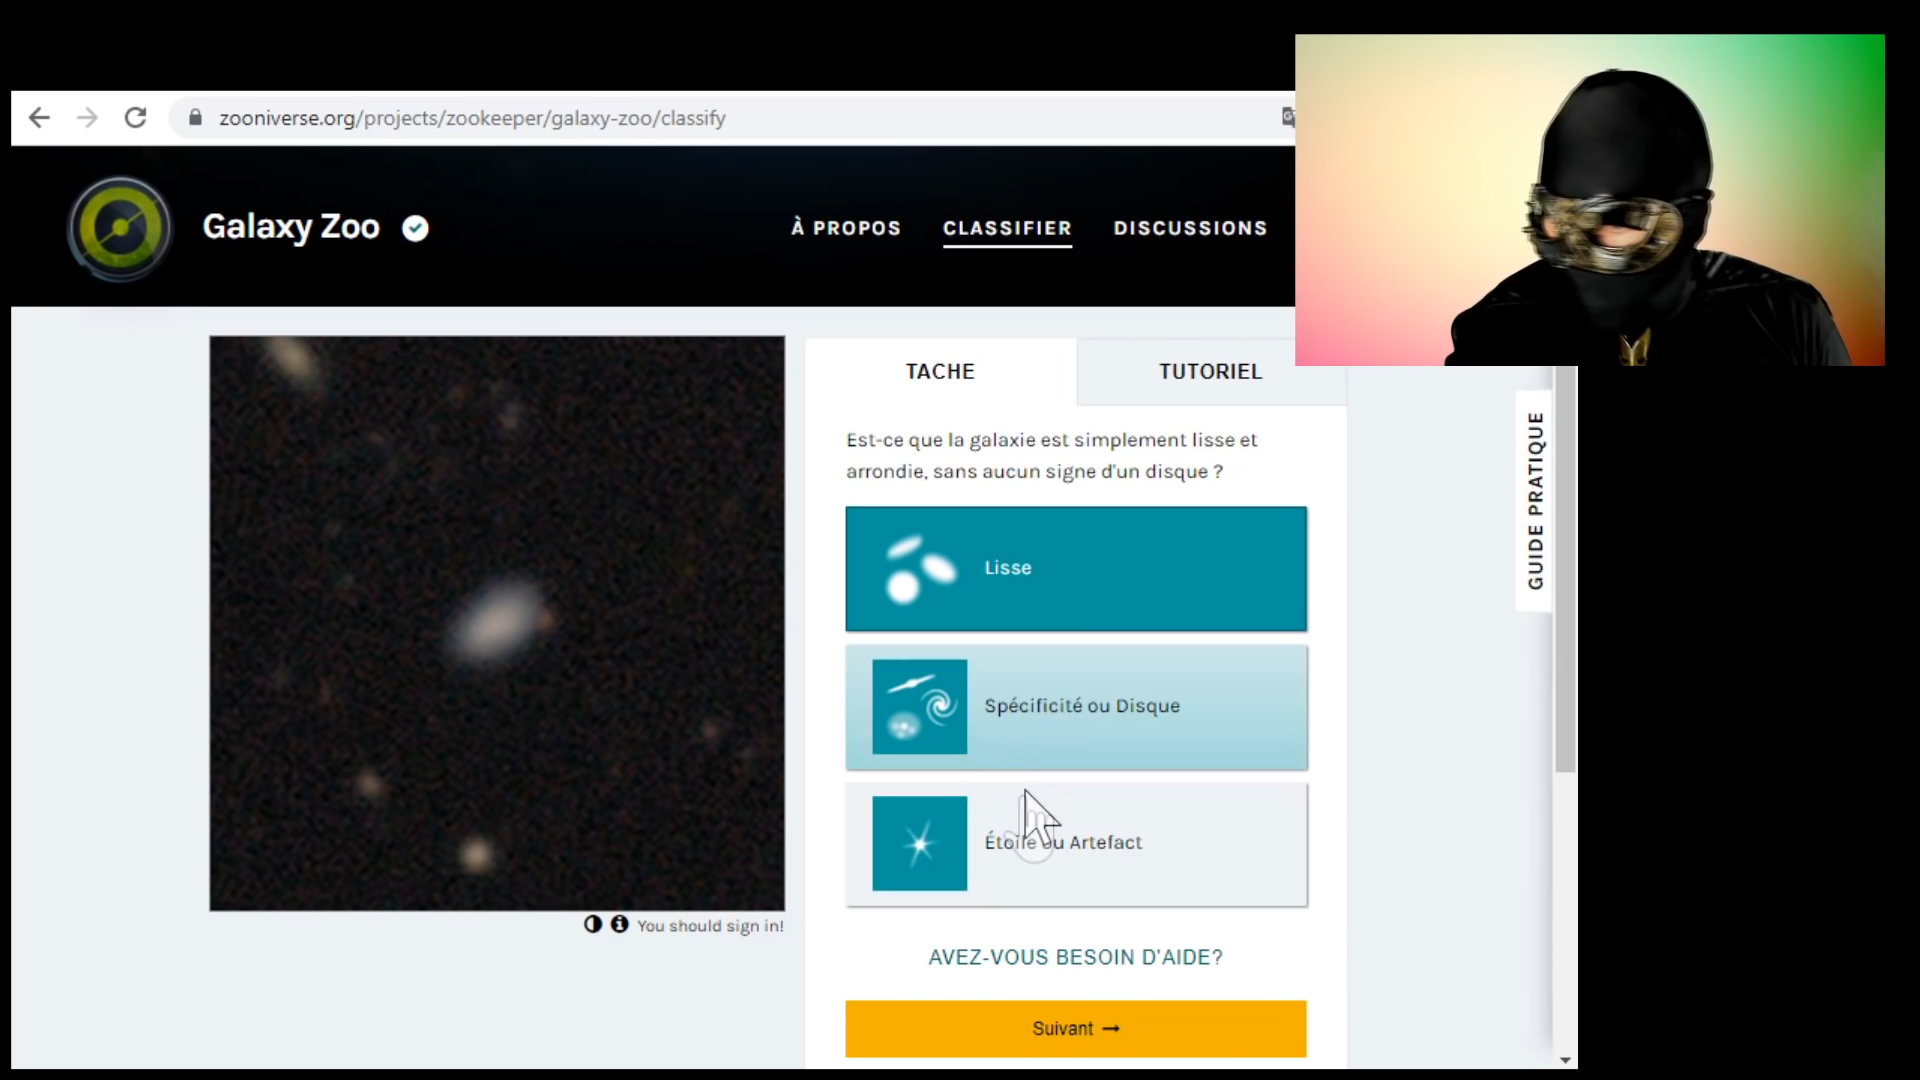 zooniverse.org/projects/zookeeper/galaxy-zoo/classify
Galaxy Zoo
À PROPOS
CLASSIFIER
DISCUSSIONS
TACHE
TUTORIEL
Est-ce que la galaxie est simplement lisse et
arrondie, sans aucun signe d'un disque ?
Lisse
Spécificité ou Disque
Étoile ou Artefact
You should sign in!
AVEZ-VOUS BESOIN D'AIDE?
Suivant →
GUIDE PRATIQUE